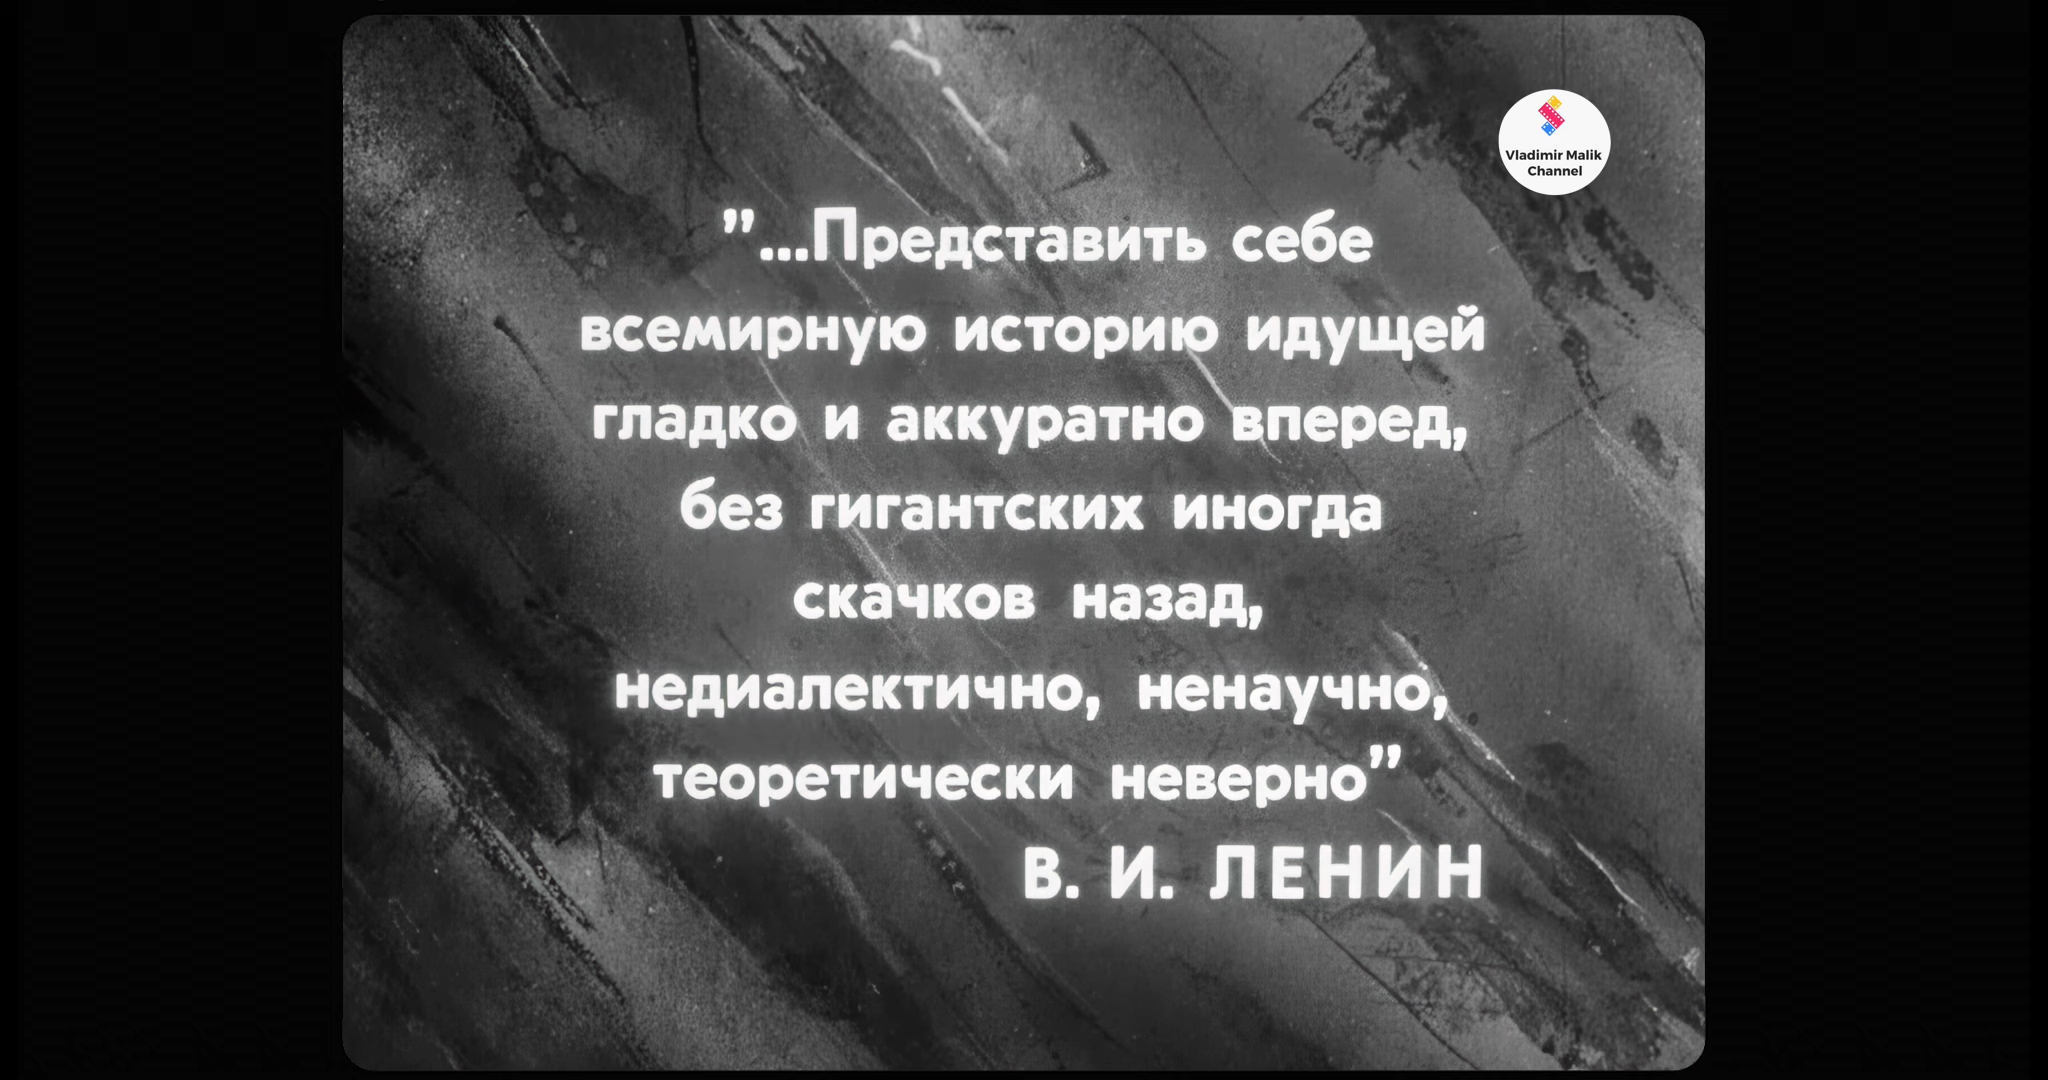 Vladimir Malik
Channel
”...Представить себе
всемирную историю идущей
гладко и аккуратно вперед,
без гигантских иногда
скачков назад,
недиалектично, ненаучно,
теоретически неверно”
В. И. ЛЕНИН